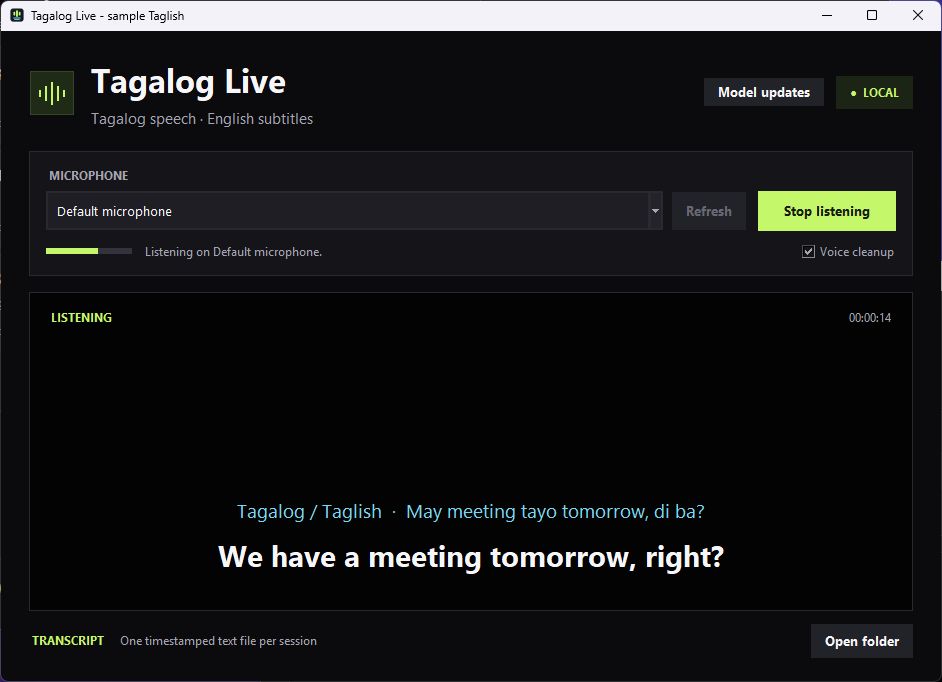 Tagalog Live - sample Taglish
Tagalog Live
Tagalog speech · English subtitles
Model updates
● LOCAL
MICROPHONE
Default microphone
Refresh
Stop listening
Listening on Default microphone.
Voice cleanup
LISTENING
00:00:14
Tagalog / Taglish · May meeting tayo tomorrow, di ba?
We have a meeting tomorrow, right?
TRANSCRIPT
One timestamped text file per session
Open folder